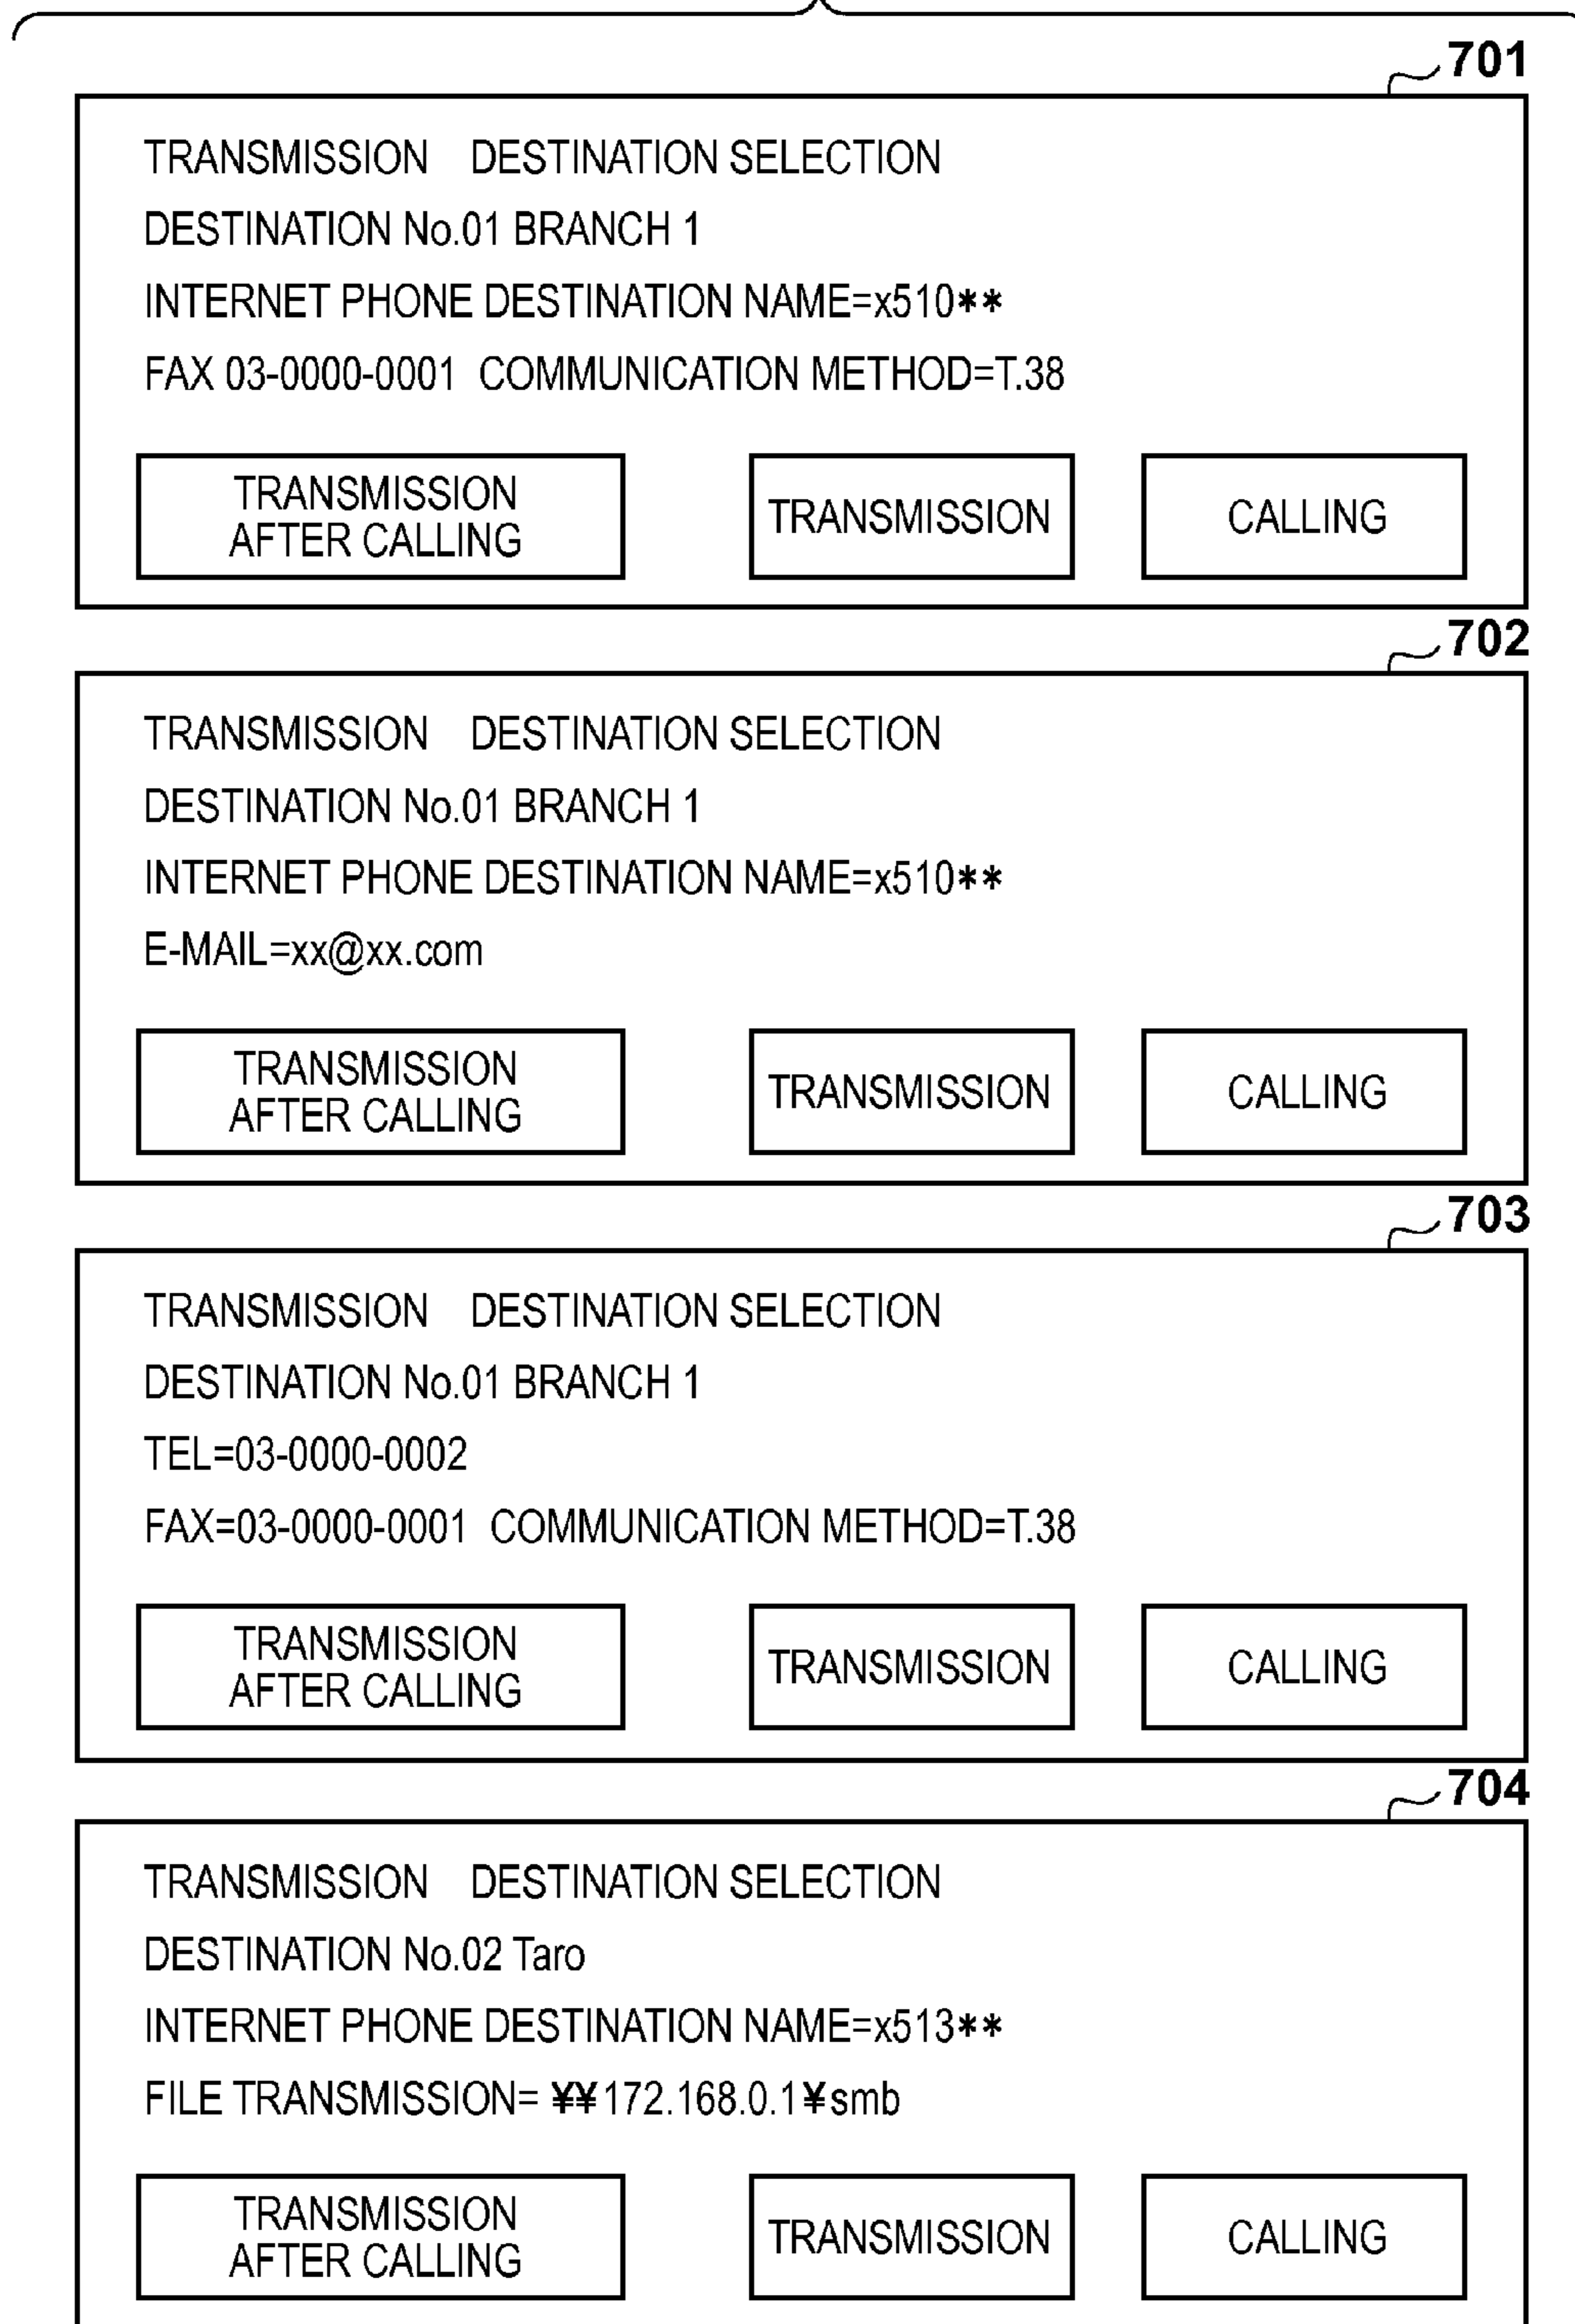 701
TRANSMISSION DESTINATION SELECTION
DESTINATION No.01 BRANCH 1
INTERNET PHONE DESTINATION NAME=x510**
FAX 03-0000-0001 COMMUNICATION METHOD=T.38
TRANSMISSION
AFTER CALLING
TRANSMISSION
CALLING
702
TRANSMISSION DESTINATION SELECTION
DESTINATION No.01 BRANCH 1
INTERNET PHONE DESTINATION NAME=x510**
E-MAIL=xx@xx.com
TRANSMISSION
AFTER CALLING
TRANSMISSION
CALLING
703
TRANSMISSION DESTINATION SELECTION
DESTINATION No.01 BRANCH 1
TEL=03-0000-0002
FAX=03-0000-0001 COMMUNICATION METHOD=T.38
TRANSMISSION
AFTER CALLING
TRANSMISSION
CALLING
704
TRANSMISSION DESTINATION SELECTION
DESTINATION No.02 Taro
INTERNET PHONE DESTINATION NAME=x513**
FILE TRANSMISSION= ¥¥172.168.0.1¥smb
TRANSMISSION
AFTER CALLING
TRANSMISSION
CALLING